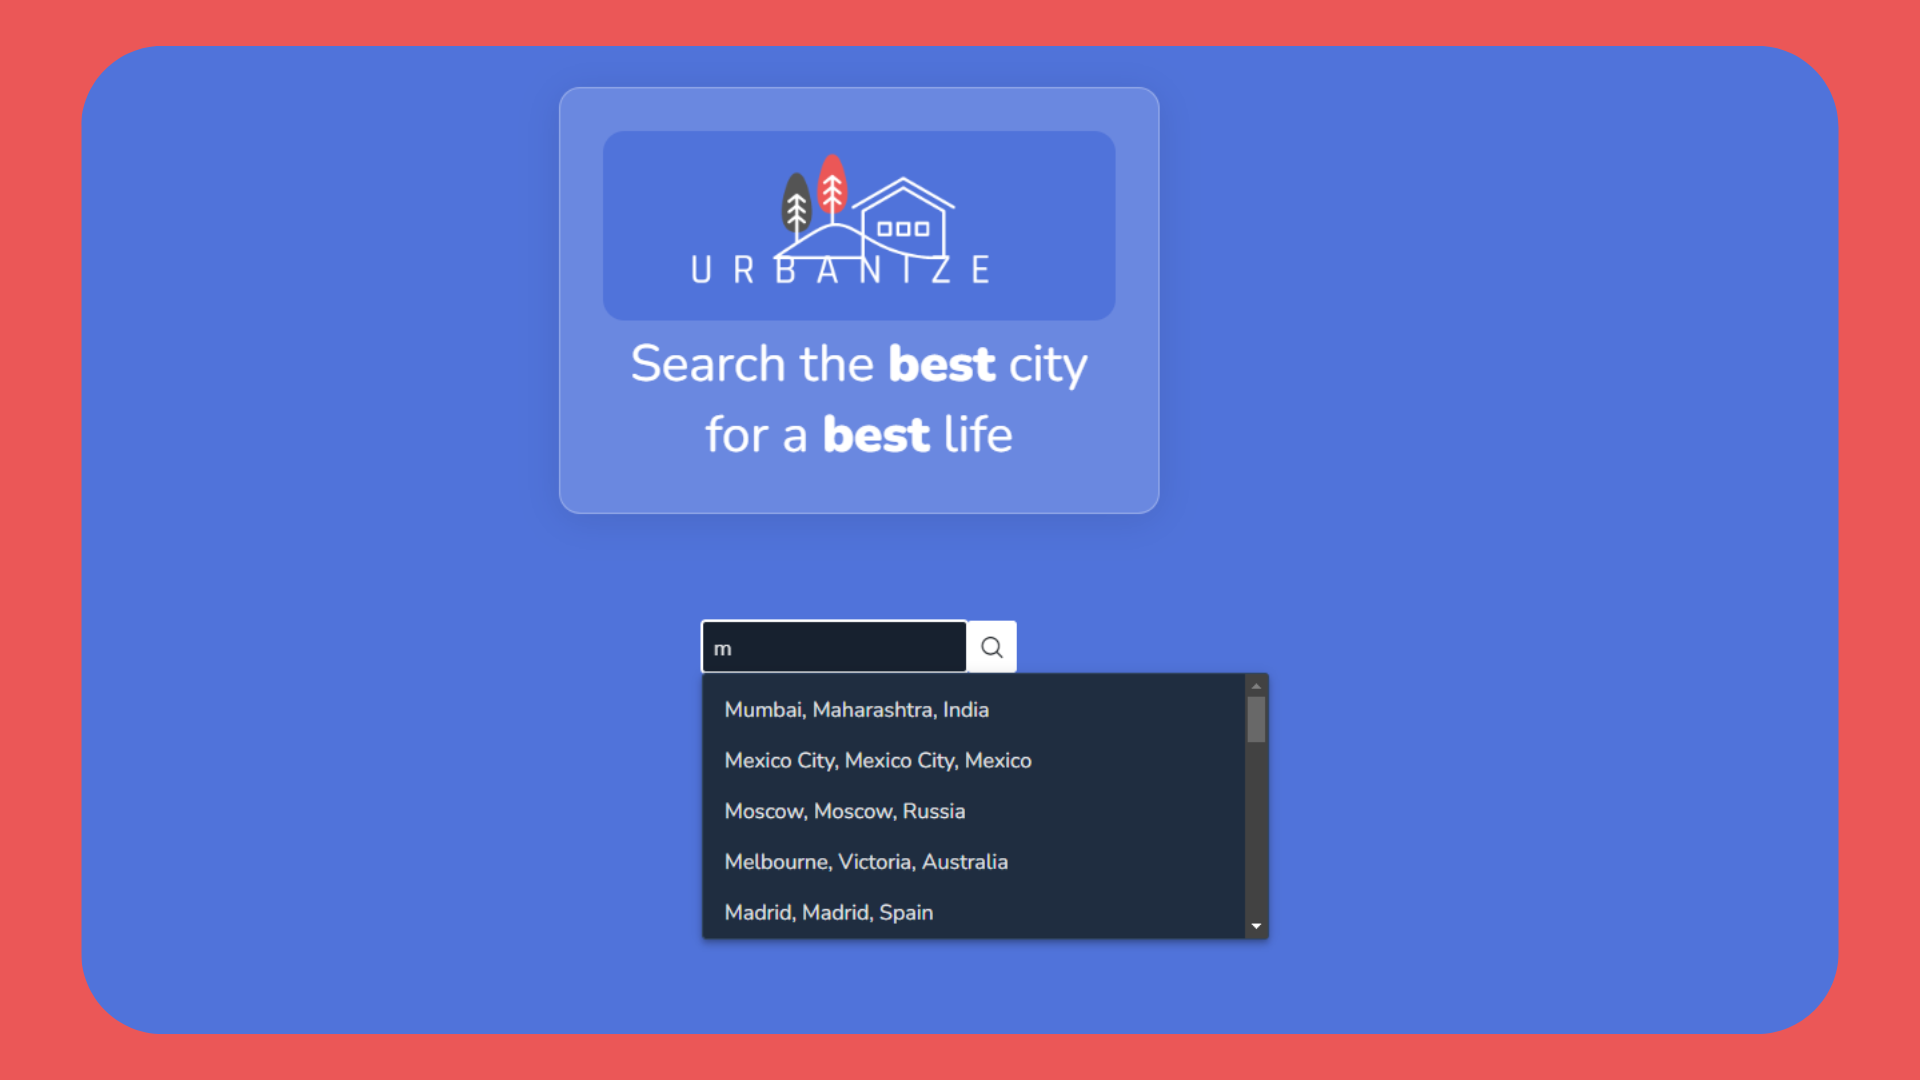 URBANIZE
Search the best city
for a best life
m
Mumbai, Maharashtra, India
Mexico City, Mexico City, Mexico
Moscow, Moscow, Russia
Melbourne, Victoria, Australia
Madrid, Madrid, Spain